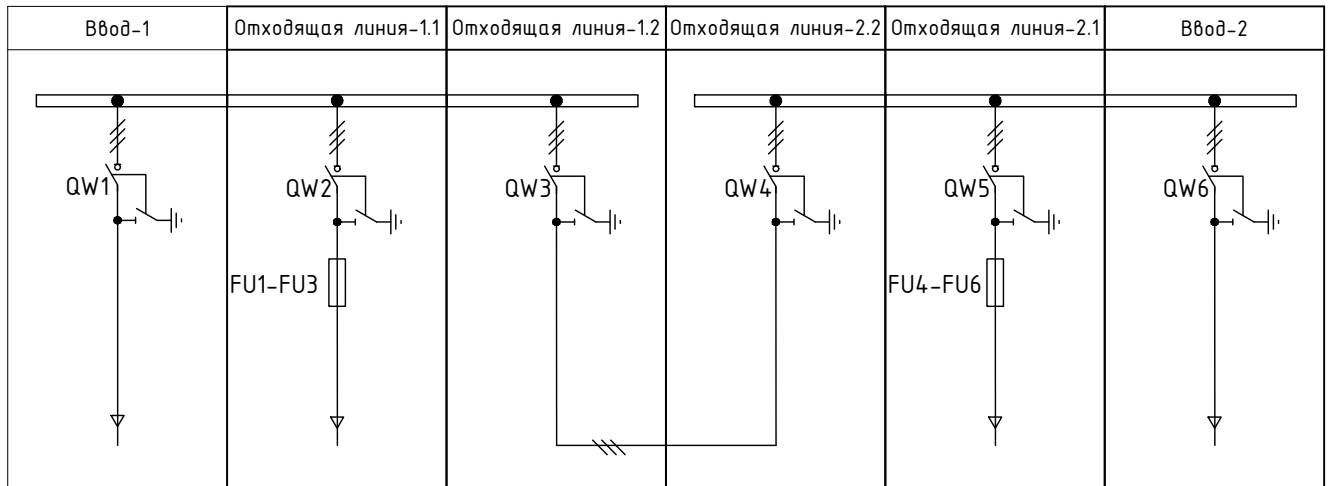 Ввод-1
Отходящая линия-1.1
Отходящая линия-1.2
Отходящая линия-2.2
Отходящая линия-2.1
Ввод-2
QW1
QW2
QW3
QW4
QW5
QW6
FU1-FU3
FU4-FU6